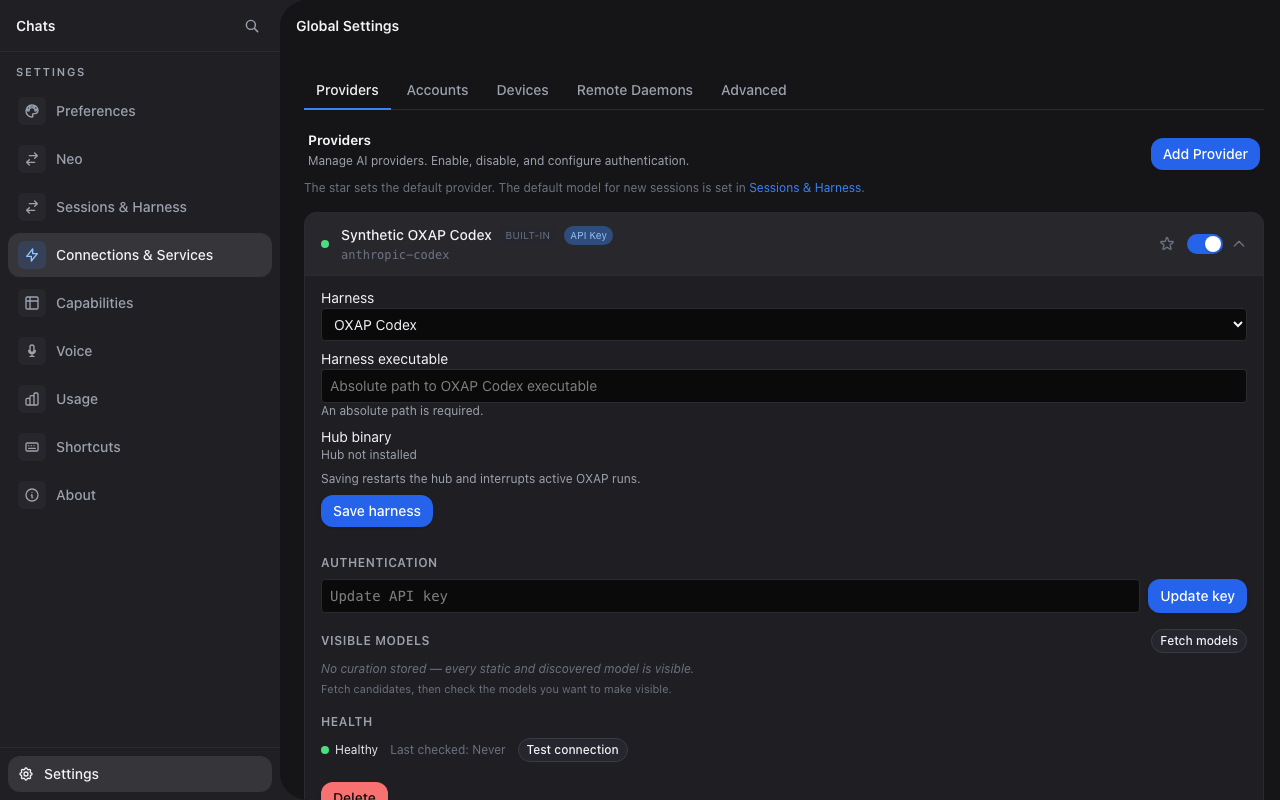 Chats
Global Settings
SETTINGS
Preferences
Neo
Sessions & Harness
Connections & Services
Capabilities
Voice
Usage
Shortcuts
About
Settings
Providers Accounts Devices Remote Daemons Advanced
Providers
Manage AI providers. Enable, disable, and configure authentication.
Add Provider
The star sets the default provider. The default model for new sessions is set in Sessions & Harness.
Synthetic OXAP Codex BUILT-IN API Key
anthropic-codex
Harness
OXAP Codex
Harness executable
Absolute path to OXAP Codex executable
An absolute path is required.
Hub binary
Hub not installed
Saving restarts the hub and interrupts active OXAP runs.
Save harness
AUTHENTICATION
Update API key Update key
VISIBLE MODELS Fetch models
No curation stored — every static and discovered model is visible.
Fetch candidates, then check the models you want to make visible.
HEALTH
Healthy Last checked: Never Test connection
Delete